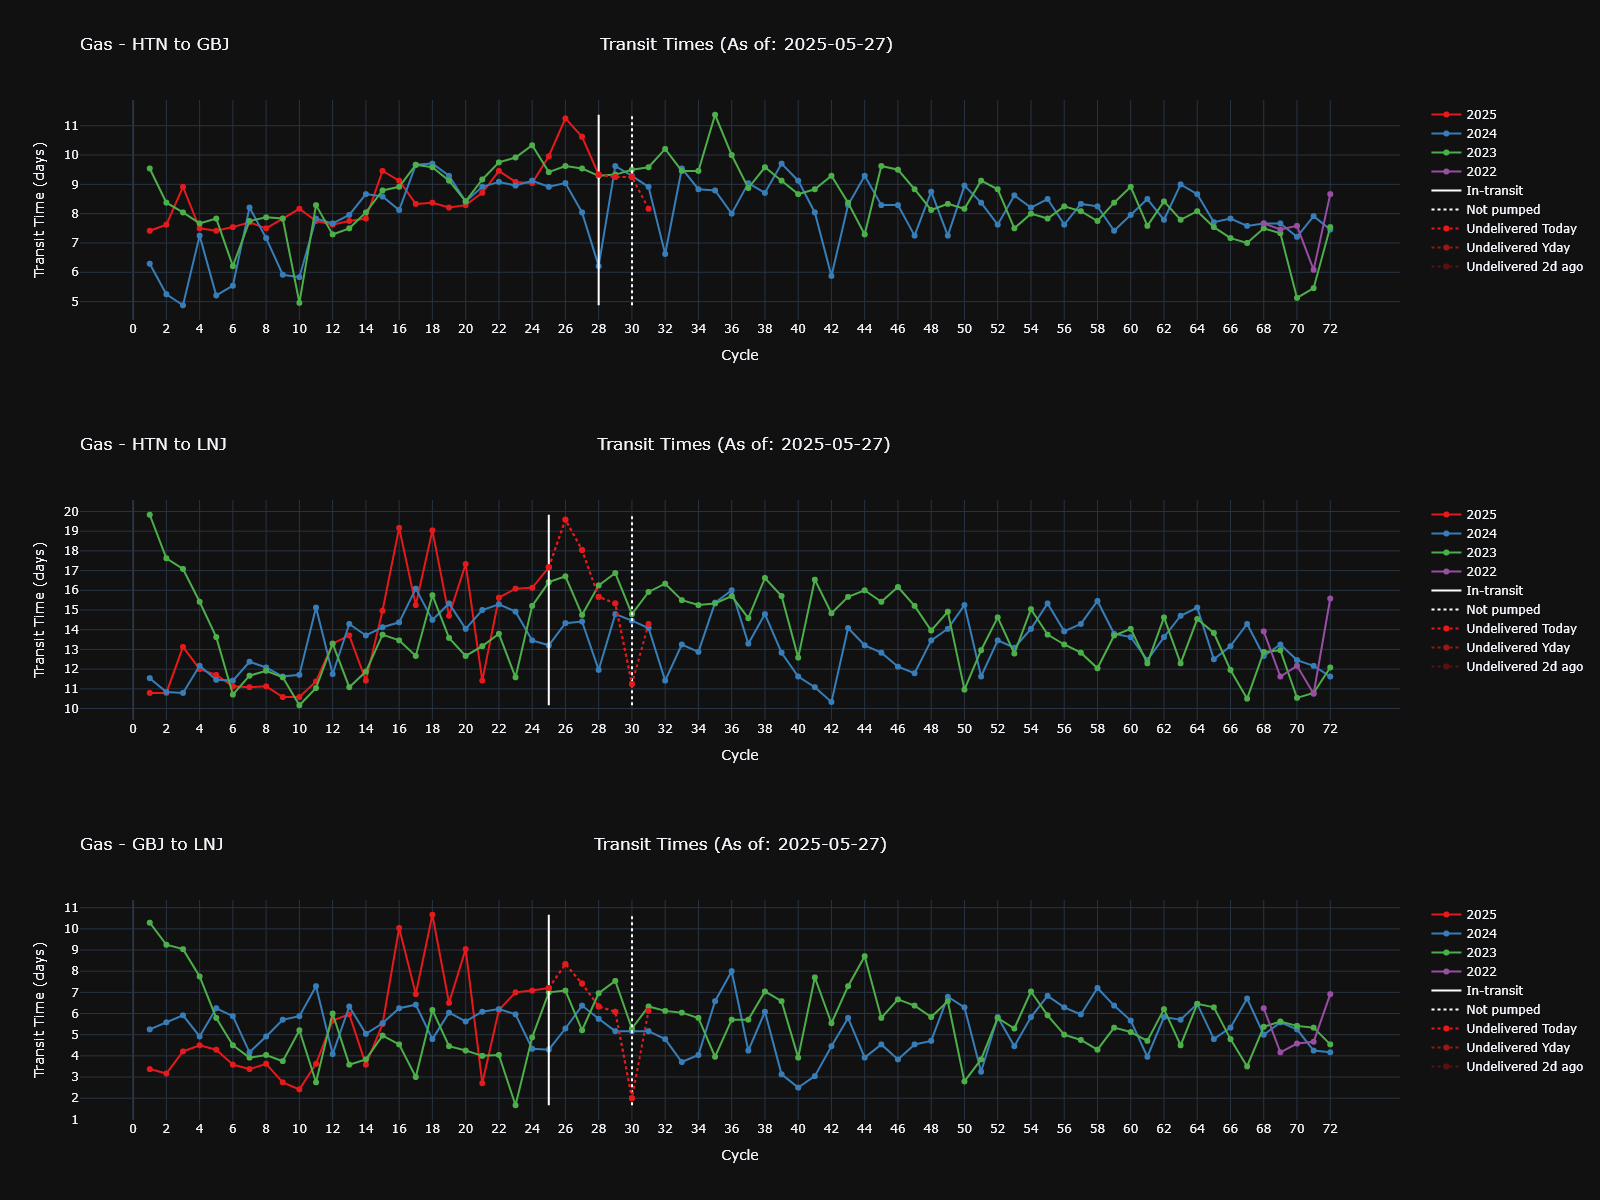 Gas - HTN to GBJ
Transit Times (As of: 2025-05-27)
Transit Time (days)
11
10
9
8
7
6
5
0 2 4 6 8 10 12 14 16 18 20 22 24 26 28 30 32 34 36 38 40 42 44 46 48 50 52 54 56 58 60 62 64 66 68 70 72
Cycle
2025
2024
2023
2022
In-transit
Not pumped
Undelivered Today
Undelivered Yday
Undelivered 2d ago
Gas - HTN to LNJ
Transit Times (As of: 2025-05-27)
Transit Time (days)
20
19
18
17
16
15
14
13
12
11
10
0 2 4 6 8 10 12 14 16 18 20 22 24 26 28 30 32 34 36 38 40 42 44 46 48 50 52 54 56 58 60 62 64 66 68 70 72
Cycle
2025
2024
2023
2022
In-transit
Not pumped
Undelivered Today
Undelivered Yday
Undelivered 2d ago
Gas - GBJ to LNJ
Transit Times (As of: 2025-05-27)
Transit Time (days)
11
10
9
8
7
6
5
4
3
2
1
0 2 4 6 8 10 12 14 16 18 20 22 24 26 28 30 32 34 36 38 40 42 44 46 48 50 52 54 56 58 60 62 64 66 68 70 72
Cycle
2025
2024
2023
2022
In-transit
Not pumped
Undelivered Today
Undelivered Yday
Undelivered 2d ago